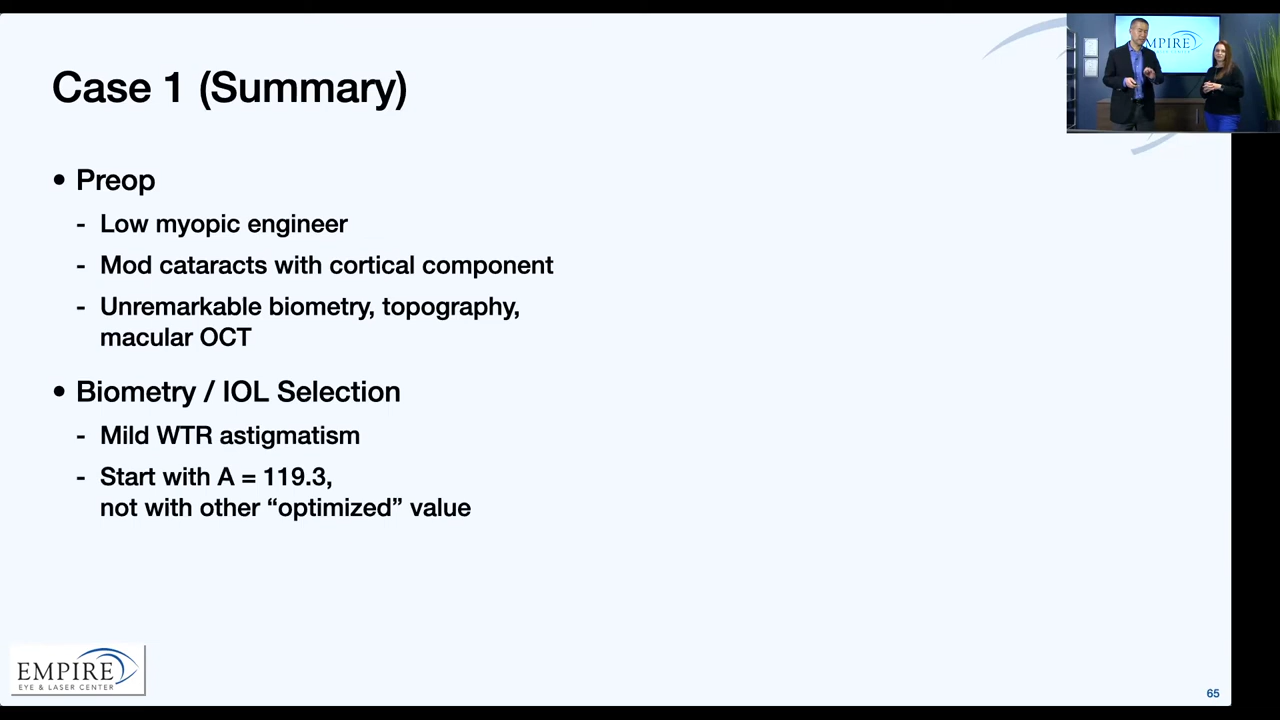 Case 1 (Summary)
EMPIRE
• Preop
- Low myopic engineer
- Mod cataracts with cortical component
- Unremarkable biometry, topography,
macular OCT
• Biometry / IOL Selection
- Mild WTR astigmatism
- Start with A = 119.3,
not with other “optimized” value
EMPIRE
EYE & LASER CENTER
65